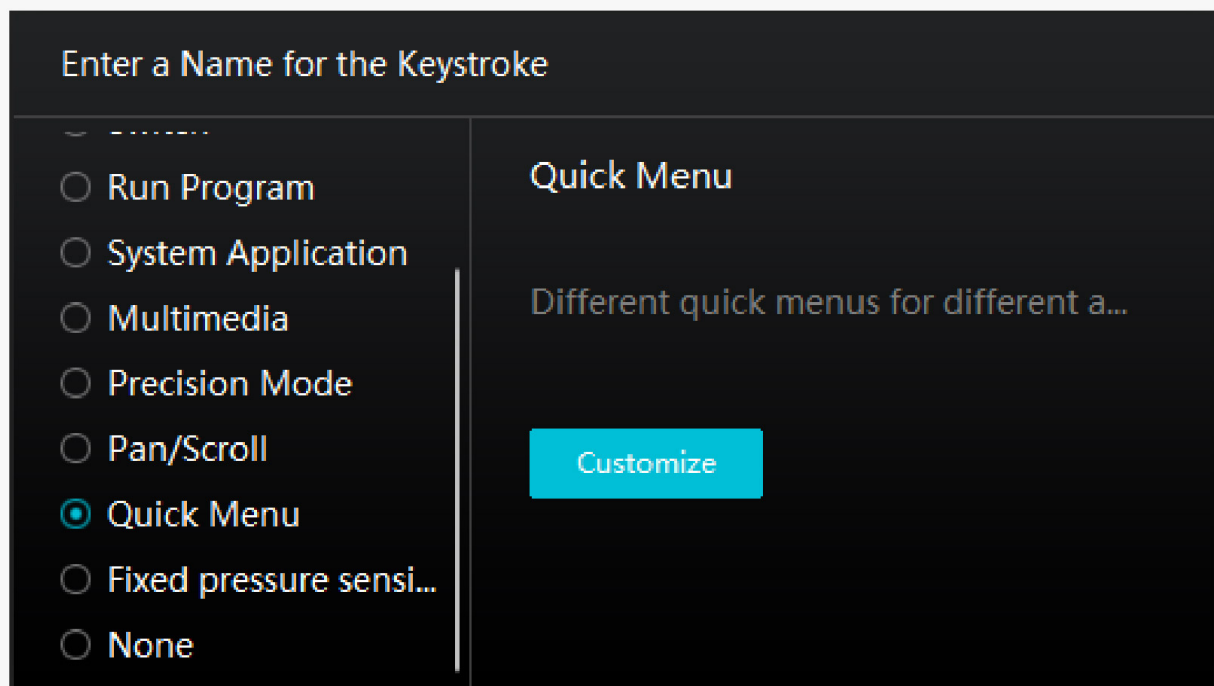 Enter a Name for the Keystroke
Run Program
System Application
Multimedia
Precision Mode
Pan/Scroll
Quick Menu
Fixed pressure sensi...
None
Quick Menu
Different quick menus for different a...
Customize